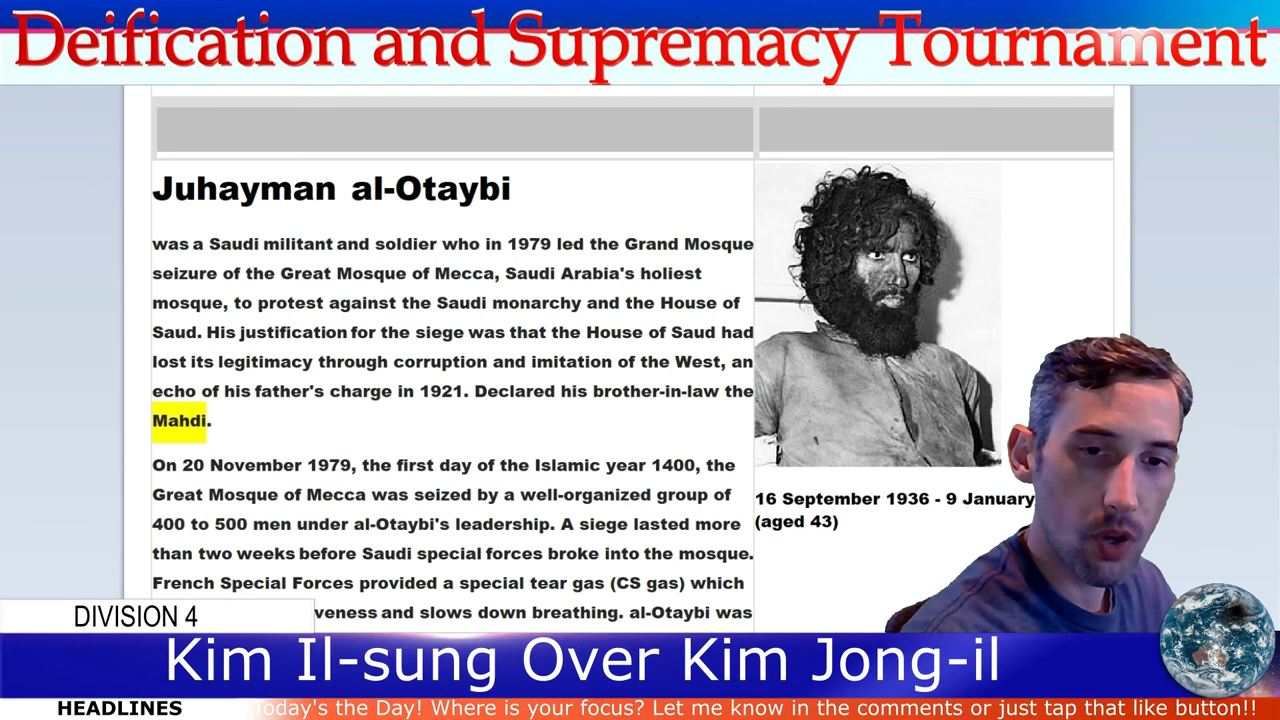 Deification and Supremacy Tournament
Juhayman al-Otaybi
was a Saudi militant and soldier who in 1979 led the Grand Mosque
seizure of the Great Mosque of Mecca, Saudi Arabia's holiest
mosque, to protest against the Saudi monarchy and the House of
Saud. His justification for the siege was that the House of Saud had
lost its legitimacy through corruption and imitation of the West, an
echo of his father's charge in 1921. Declared his brother-in-law the
Mahdi.
On 20 November 1979, the first day of the Islamic year 1400, the
Great Mosque of Mecca was seized by a well-organized group of
400 to 500 men under al-Otaybi's leadership. A siege lasted more
than two weeks before Saudi special forces broke into the mosque.
French Special Forces provided a special tear gas (CS gas) which
veness and slows down breathing. al-Otaybi was
16 September 1936 - 9 January
(aged 43)
DIVISION 4
Kim Il-sung Over Kim Jong-il
HEADLINES
Today's the Day! Where is your focus? Let me know in the comments or just tap that like button!!